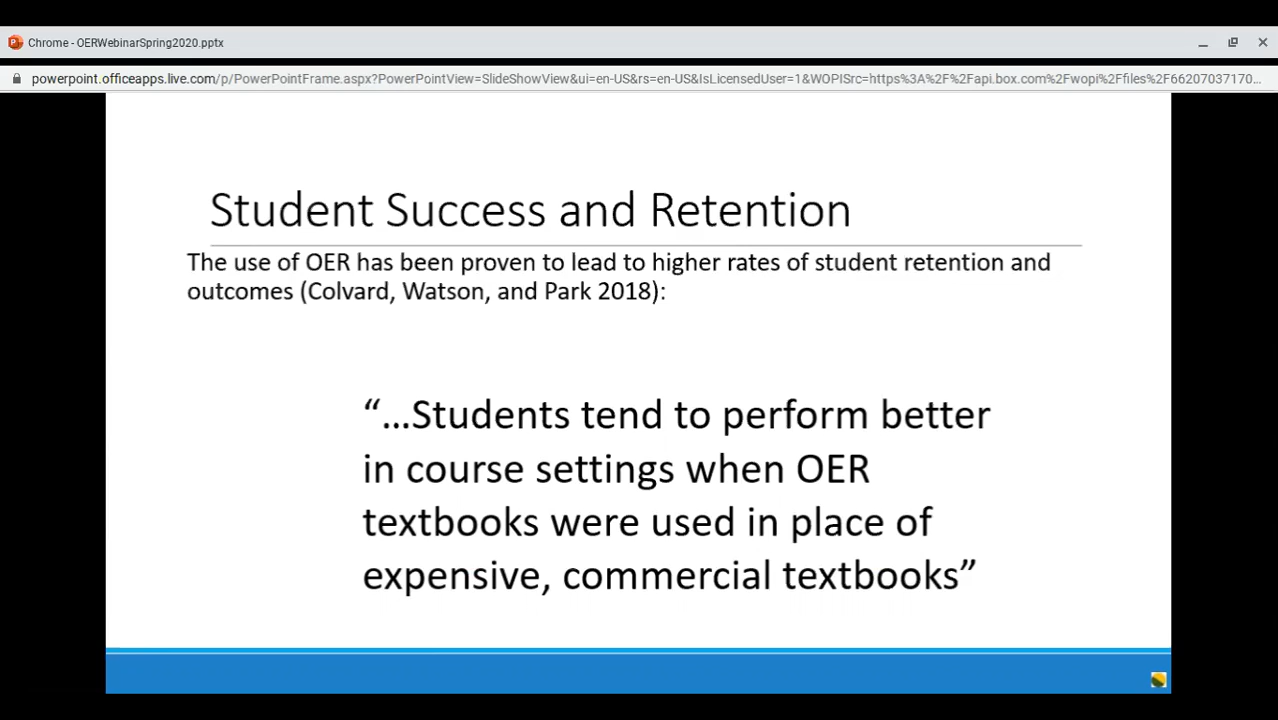 Chrome - OERWebinarSpring2020.pptx
powerpoint.officeapps.live.com/p/PowerPointFrame.aspx?PowerPointView=SlideShowView&ui=en-US&rs=en-US&IsLicensedUser=1&WOPISrc=https%3A%2F%2Fapi.box.com%2Fwopi%2Ffiles%2F66207037170...
Student Success and Retention
The use of OER has been proven to lead to higher rates of student retention and
outcomes (Colvard, Watson, and Park 2018):
“…Students tend to perform better
in course settings when OER
textbooks were used in place of
expensive, commercial textbooks”